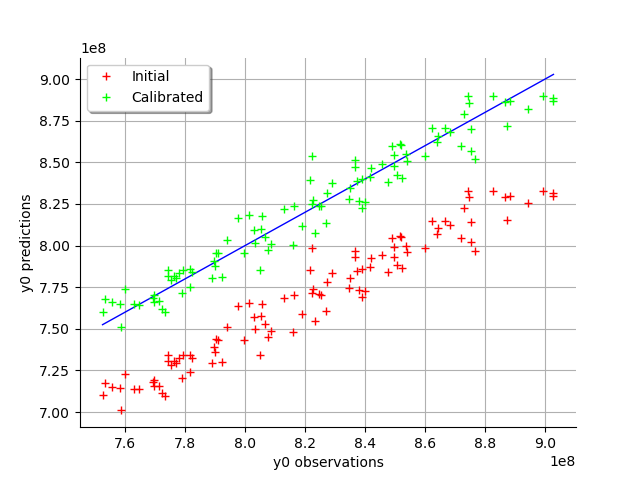 1e8
Initial
Calibrated
9.00
8.75
8.50
8.25
8.00
7.75
7.50
7.25
7.00
y0 predictions
7.6 7.8 8.0 8.2 8.4 8.6 8.8 9.0
y0 observations
1e8